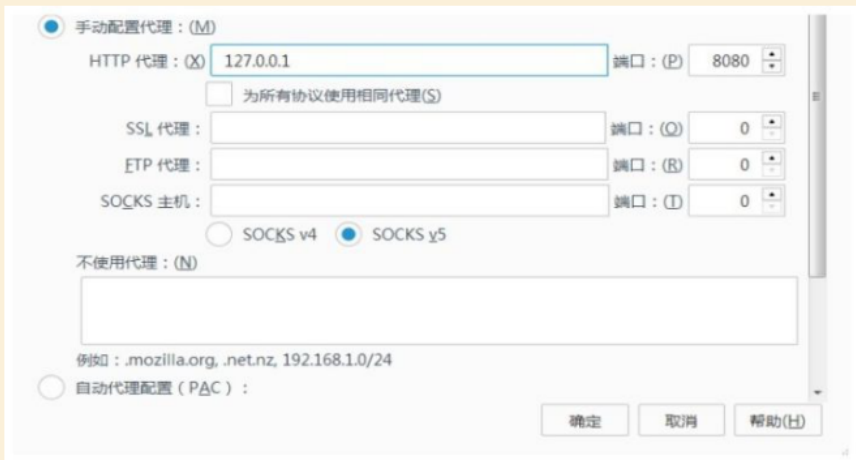 手动配置代理：(M)
HTTP 代理：(X) 127.0.0.1 端口：(P) 8080
为所有协议使用相同代理(S)
SSL 代理： 端口：(O) 0
FTP 代理： 端口：(R) 0
SOCKS 主机： 端口：(T) 0
SOCKS v4 SOCKS v5
不使用代理：(N)
例如：.mozilla.org, .net.nz, 192.168.1.0/24
自动代理配置（PAC）：
确定 取消 帮助(H)